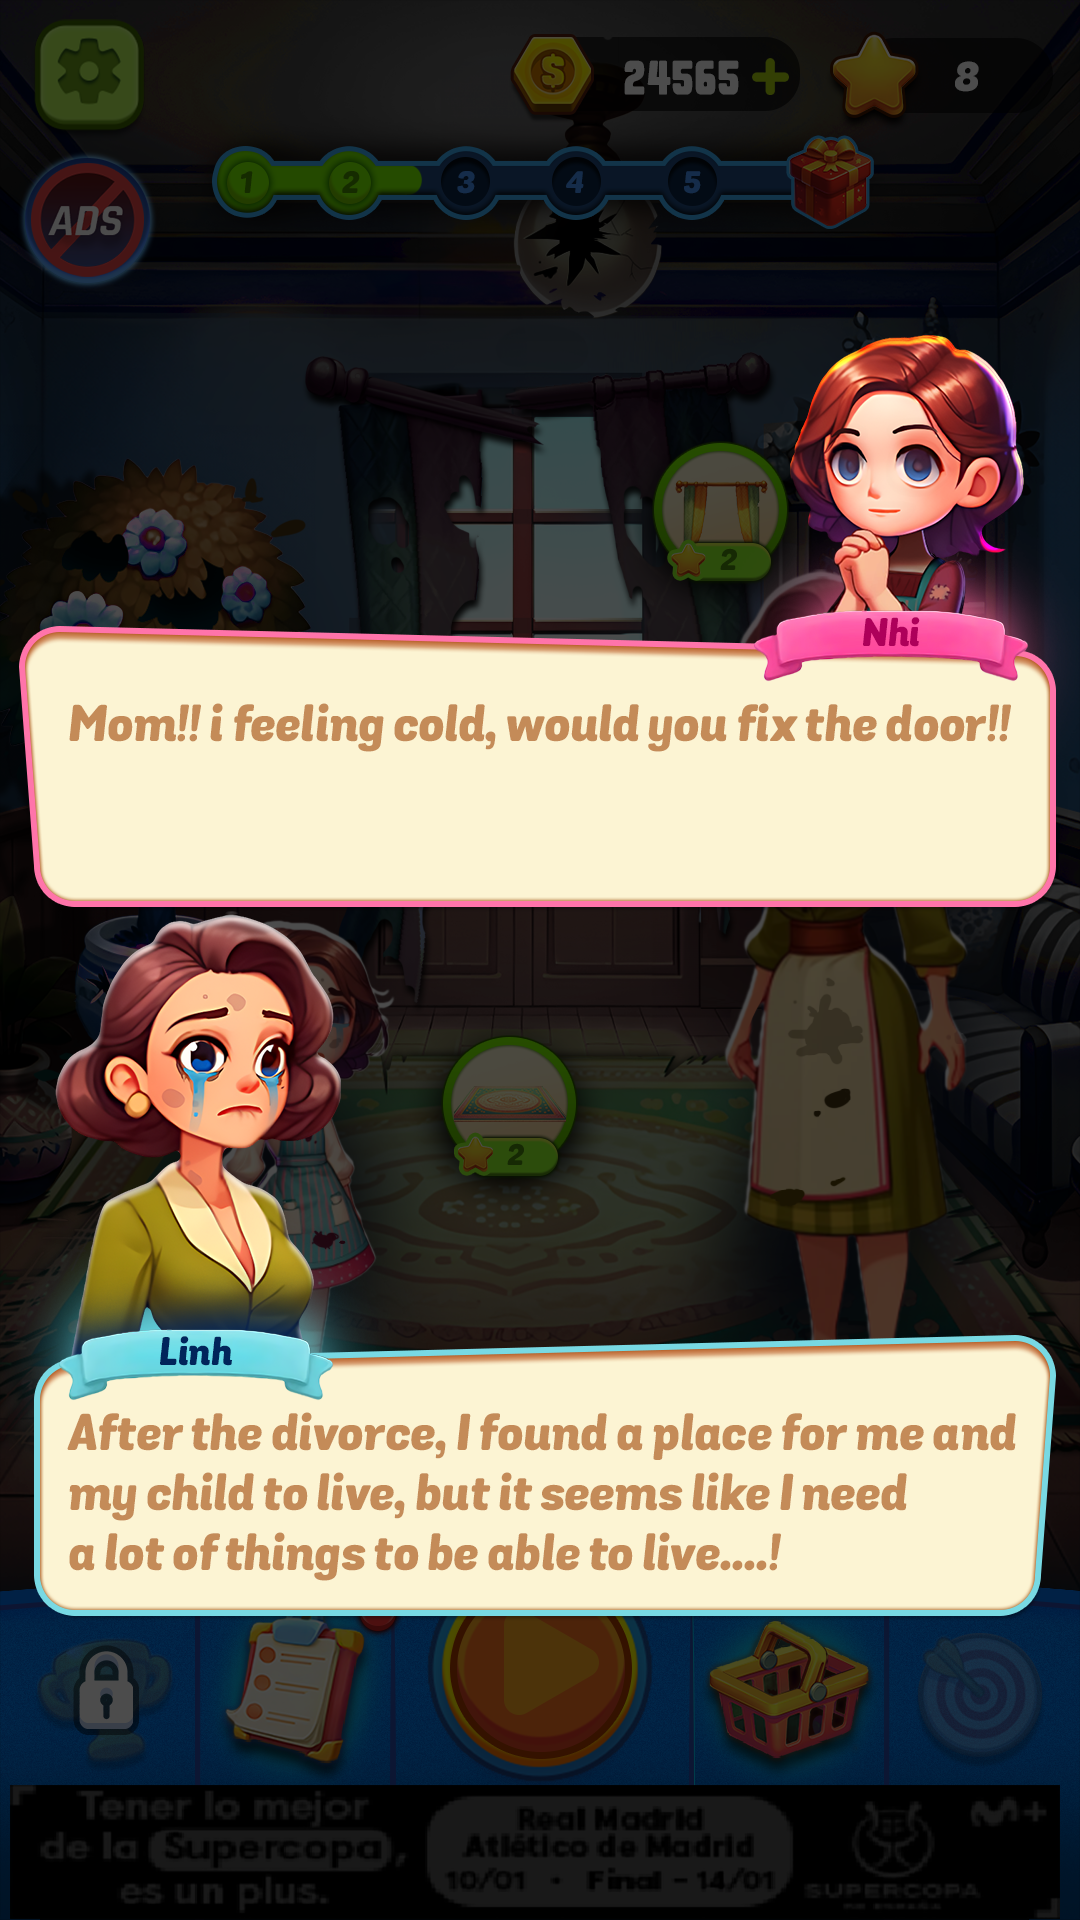 24565
8
1 2 3 4 5
ADS
2
Nhi
Mom!! i feeling cold, would you fix the door!!
2
Linh
After the divorce, I found a place for me and
my child to live, but it seems like I need
a lot of things to be able to live....!
Tener lo mejor
de la Supercopa,
es un plus.
Real Madrid
Atlético de Madrid
10/01 · Final - 14/01
M+
SUPERCOPA